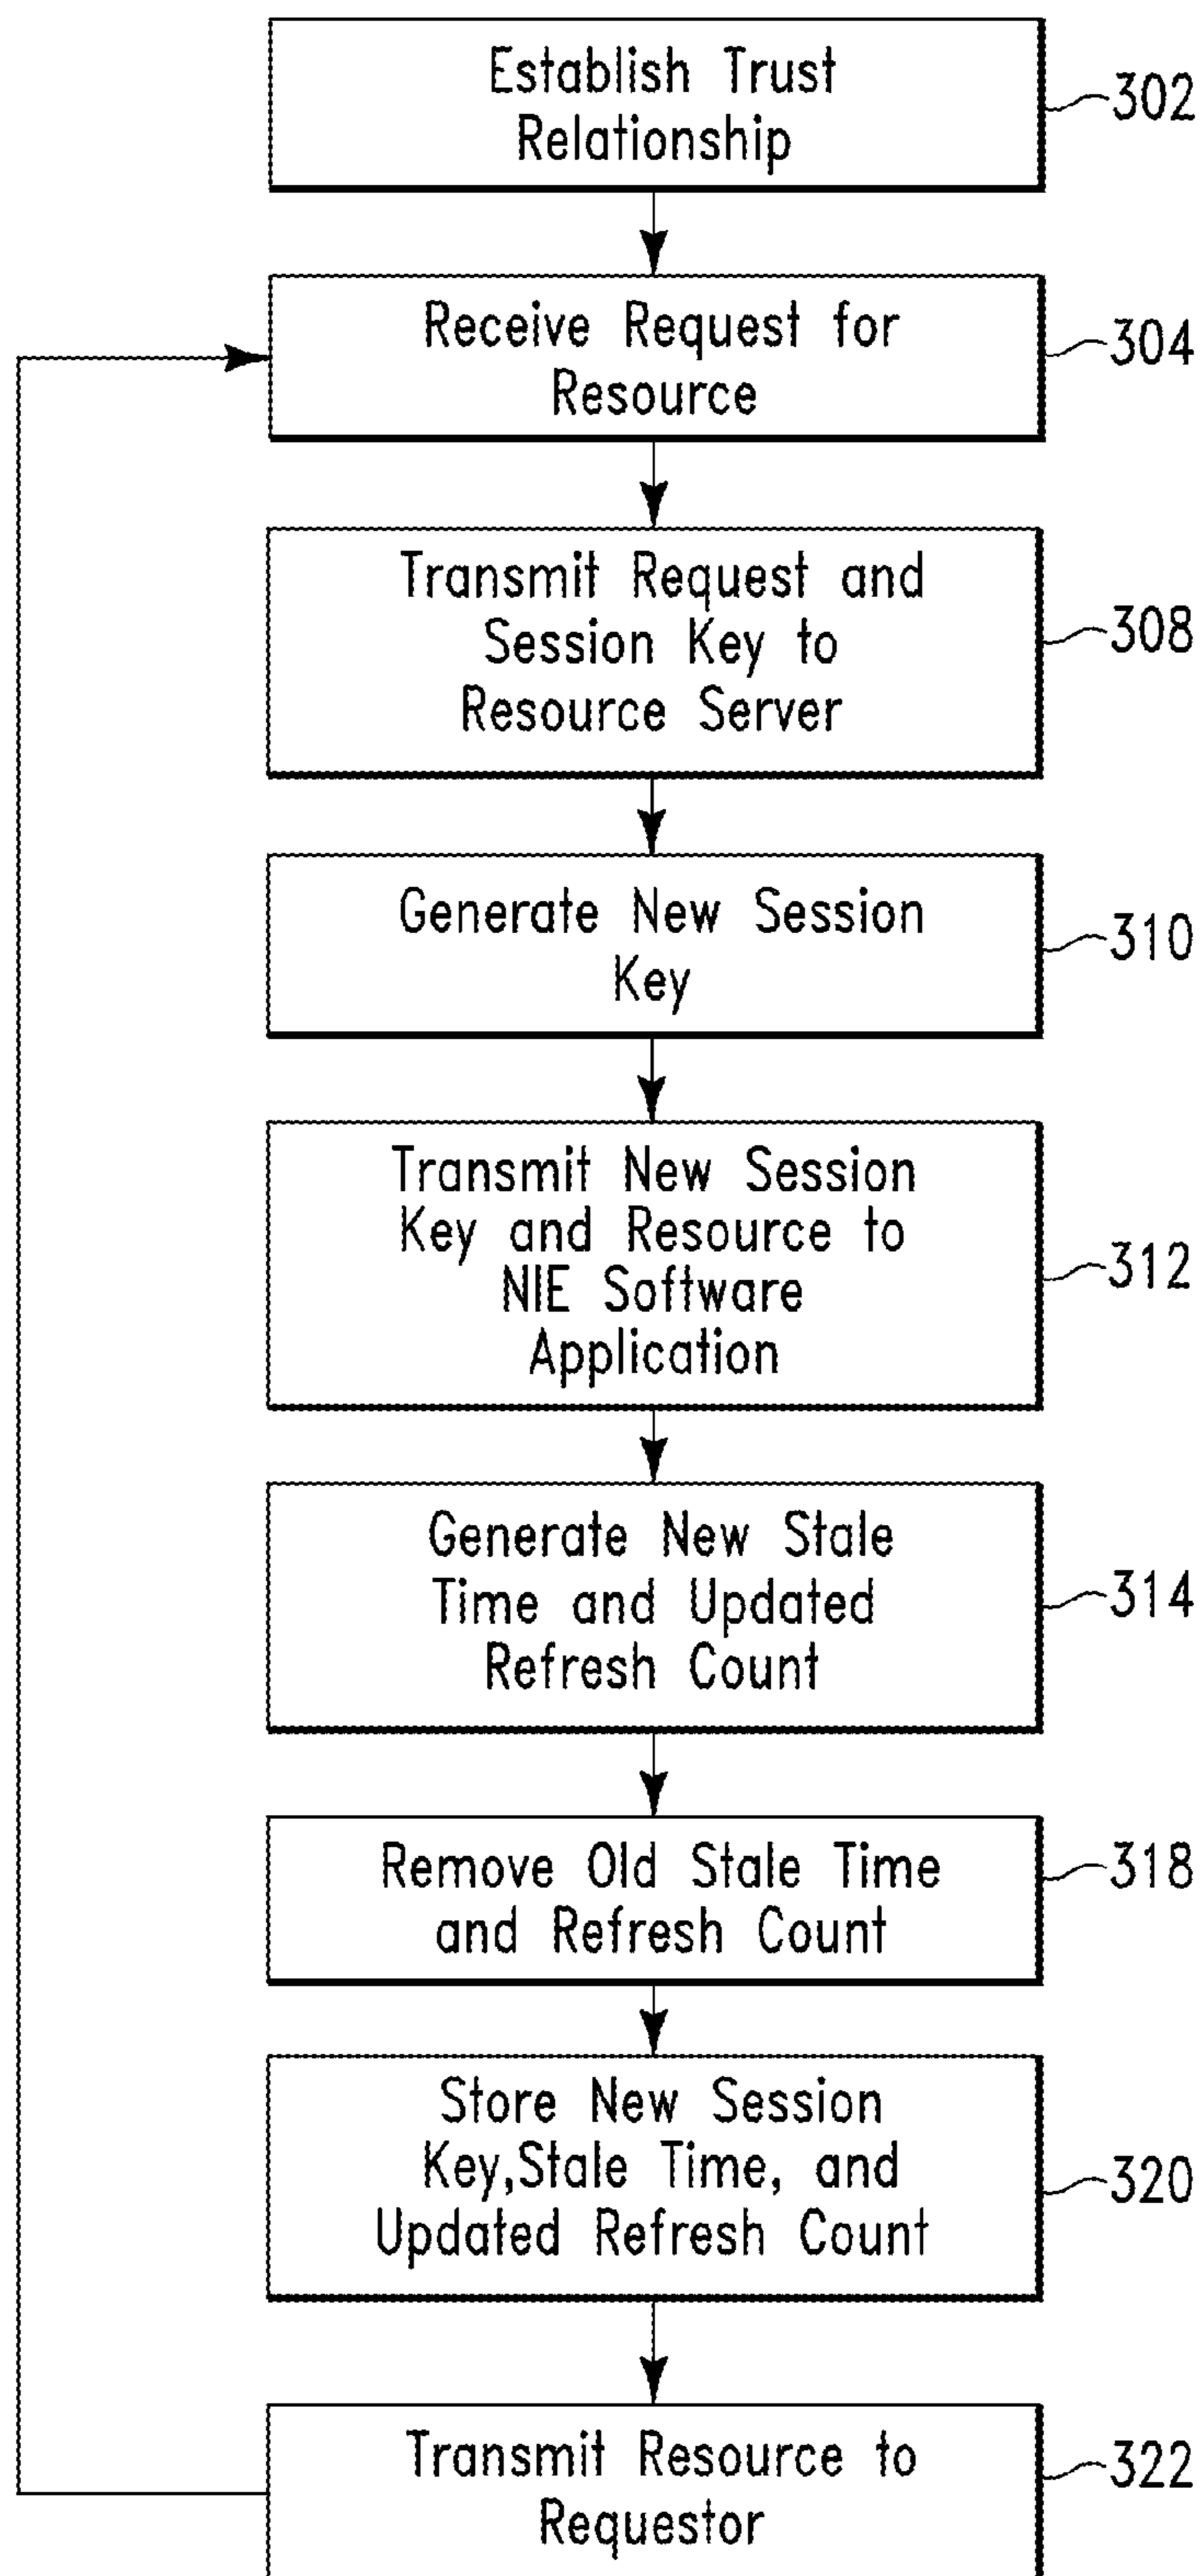 Establish Trust
Relationship
302
Receive Request for
Resource
304
Transmit Request and
Session Key to
Resource Server
308
Generate New Session
Key
310
Transmit New Session
Key and Resource to
NIE Software
Application
312
Generate New Stale
Time and Updated
Refresh Count
314
Remove Old Stale Time
and Refresh Count
318
Store New Session
Key,Stale Time, and
Updated Refresh Count
320
Transmit Resource to
Requestor
322